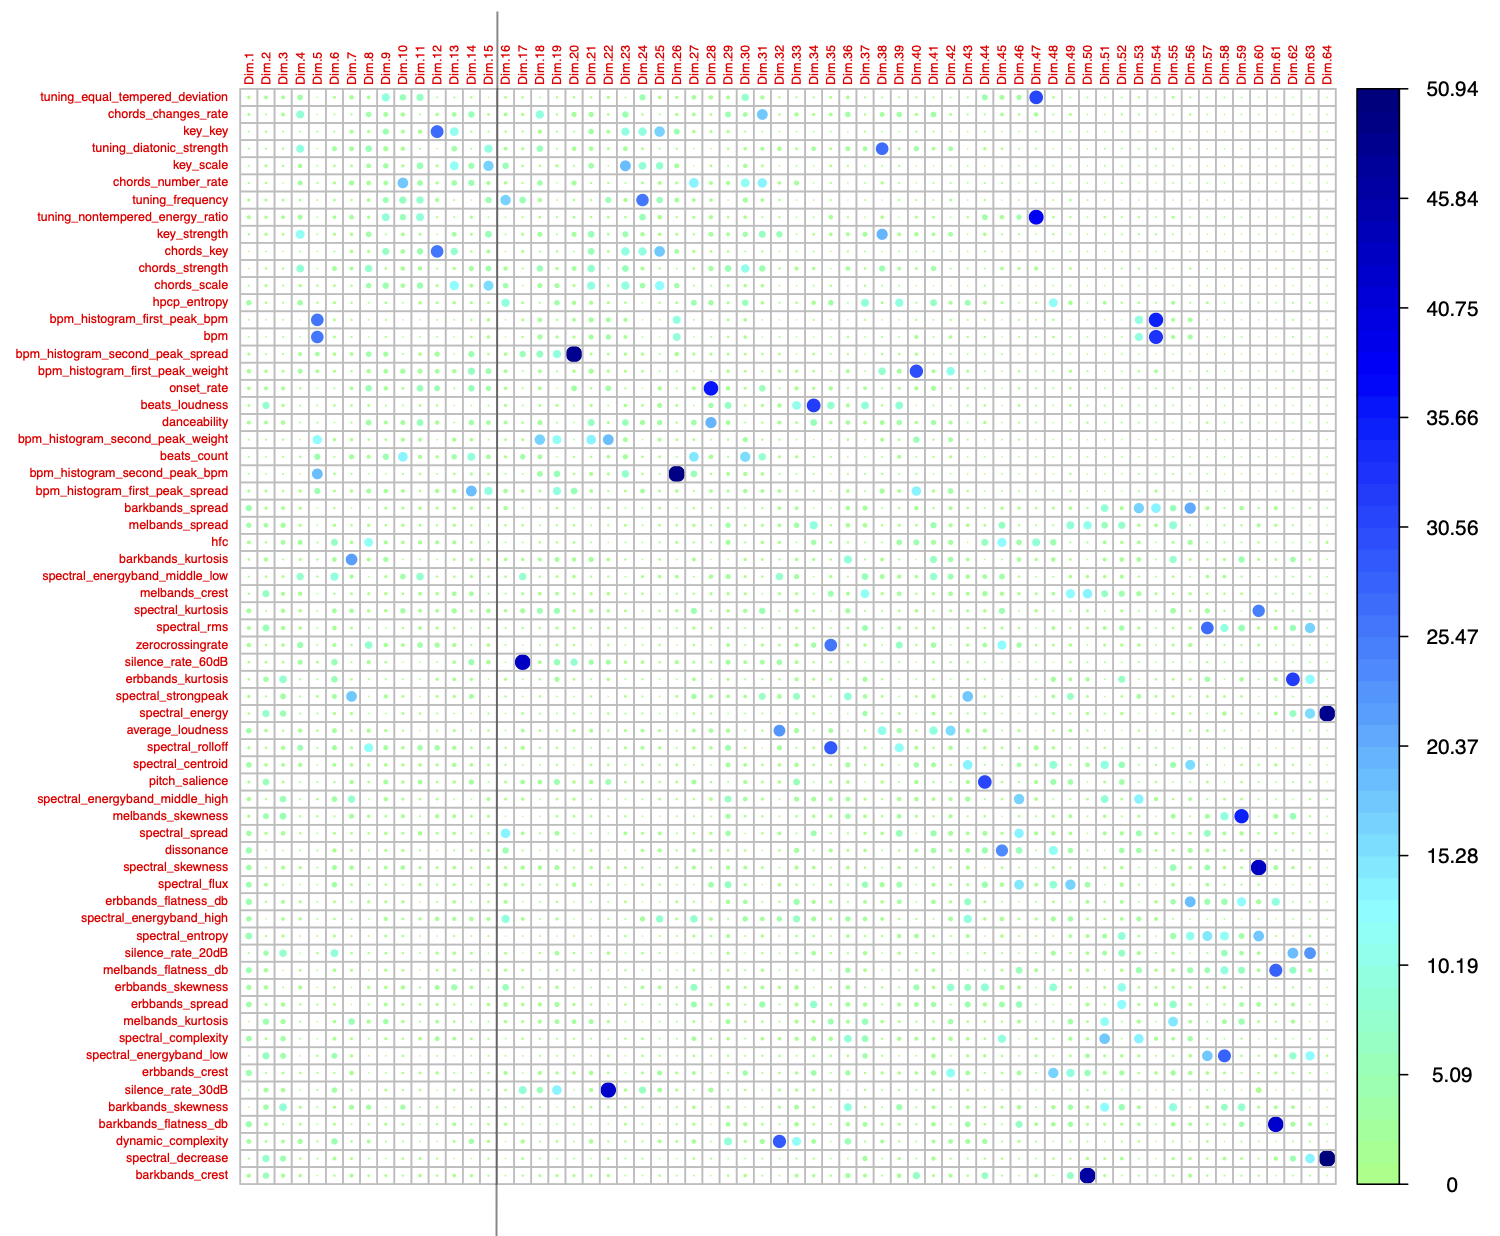 Dim.1 Dim.2 Dim.3 Dim.4 Dim.5 Dim.6 Dim.7 Dim.8 Dim.9 Dim.10 Dim.11 Dim.12 Dim.13 Dim.14 Dim.15 Dim.16 Dim.17 Dim.18 Dim.19 Dim.20 Dim.21 Dim.22 Dim.23 Dim.24 Dim.25 Dim.26 Dim.27 Dim.28 Dim.29 Dim.30 Dim.31 Dim.32 Dim.33 Dim.34 Dim.35 Dim.36 Dim.37 Dim.38 Dim.39 Dim.40 Dim.41 Dim.42 Dim.43 Dim.44 Dim.45 Dim.46 Dim.47 Dim.48 Dim.49 Dim.50 Dim.51 Dim.52 Dim.53 Dim.54 Dim.55 Dim.56 Dim.57 Dim.58 Dim.59 Dim.60 Dim.61 Dim.62 Dim.63 Dim.64
tuning_equal_tempered_deviation
chords_changes_rate
key_key
tuning_diatonic_strength
key_scale
chords_number_rate
tuning_frequency
tuning_nontempered_energy_ratio
key_strength
chords_key
chords_strength
chords_scale
hpcp_entropy
bpm_histogram_first_peak_bpm
bpm
bpm_histogram_second_peak_spread
bpm_histogram_first_peak_weight
onset_rate
beats_loudness
danceability
bpm_histogram_second_peak_weight
beats_count
bpm_histogram_second_peak_bpm
bpm_histogram_first_peak_spread
barkbands_spread
melbands_spread
hfc
barkbands_kurtosis
spectral_energyband_middle_low
melbands_crest
spectral_kurtosis
spectral_rms
zerocrossingrate
silence_rate_60dB
erbbands_kurtosis
spectral_strongpeak
spectral_energy
average_loudness
spectral_rolloff
spectral_centroid
pitch_salience
spectral_energyband_middle_high
melbands_skewness
spectral_spread
dissonance
spectral_skewness
spectral_flux
erbbands_flatness_db
spectral_energyband_high
spectral_entropy
silence_rate_20dB
melbands_flatness_db
erbbands_skewness
erbbands_spread
melbands_kurtosis
spectral_complexity
spectral_energyband_low
erbbands_crest
silence_rate_30dB
barkbands_skewness
barkbands_flatness_db
dynamic_complexity
spectral_decrease
barkbands_crest
50.94
45.84
40.75
35.66
30.56
25.47
20.37
15.28
10.19
5.09
0